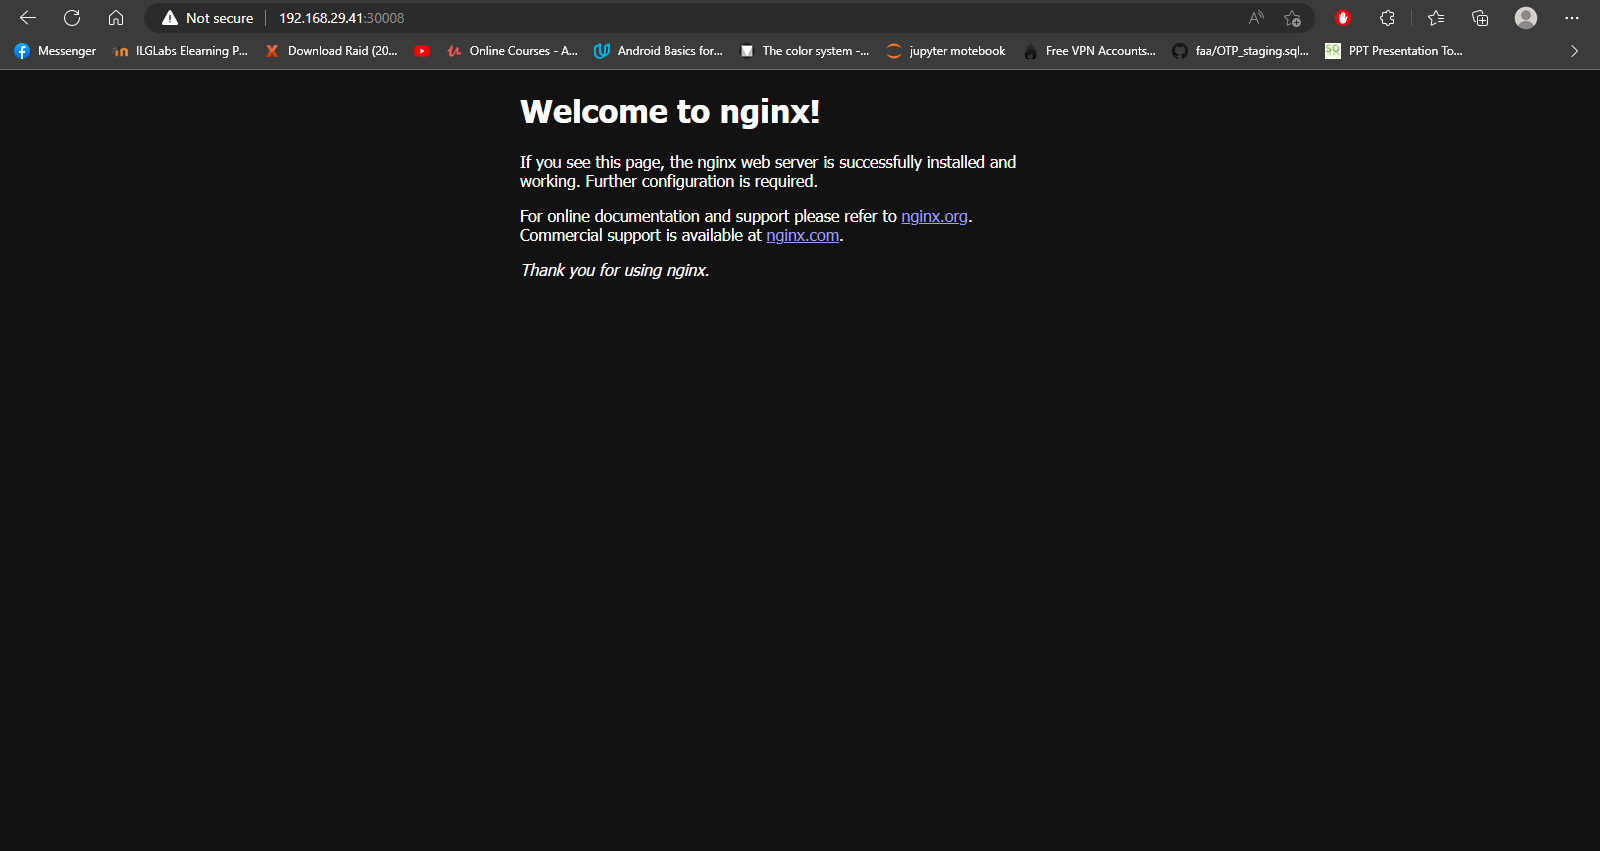 Not secure
192.168.29.41:30008
Messenger
ILGLabs Elearning P...
Download Raid (20...
Online Courses - A...
Android Basics for...
The color system -...
jupyter motebook
Free VPN Accounts...
faa/OTP_staging.sql...
PPT Presentation To...
Welcome to nginx!
If you see this page, the nginx web server is successfully installed and
working. Further configuration is required.
For online documentation and support please refer to nginx.org.
Commercial support is available at nginx.com.
Thank you for using nginx.